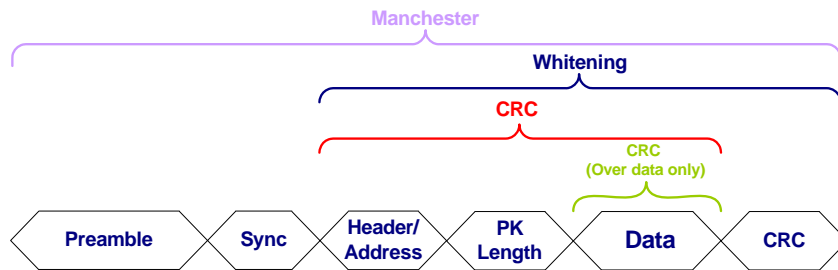 Manchester
Whitening
CRC
CRC
(Over data only)
Preamble
Sync
Header/
Address
PK
Length
Data
CRC